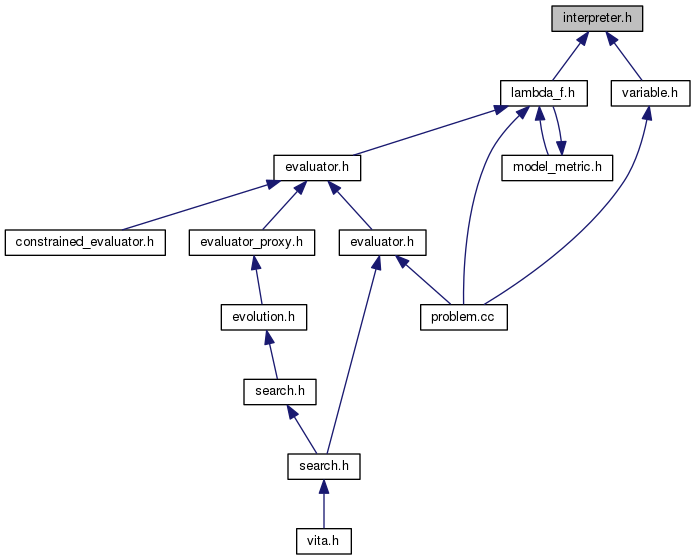 interpreter.h
lambda_f.h
variable.h
evaluator.h
model_metric.h
constrained_evaluator.h
evaluator_proxy.h
evaluator.h
evolution.h
problem.cc
search.h
search.h
vita.h